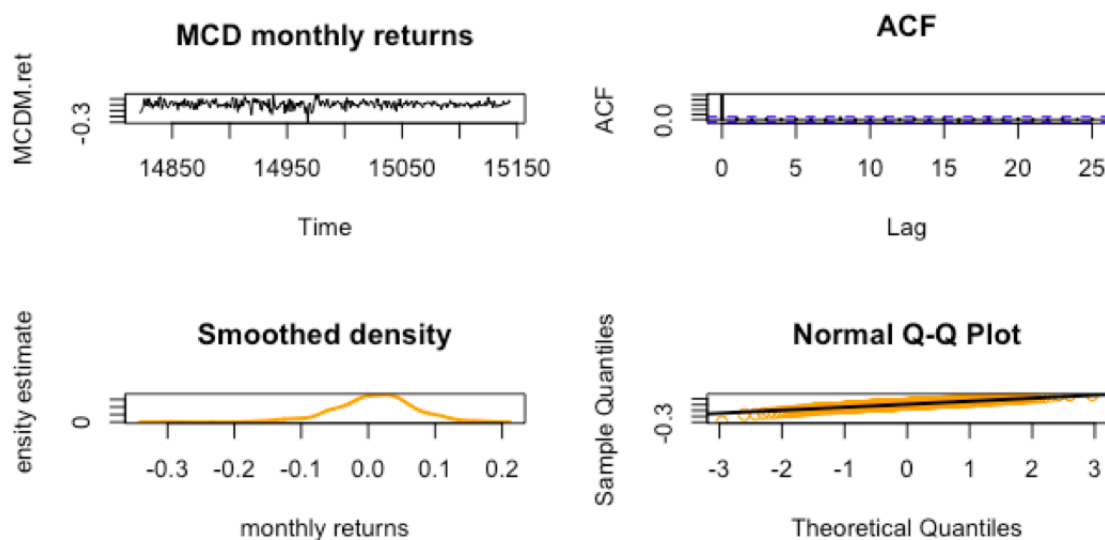 MCD monthly returns
MCDM.ret
-0.3
14850 14950 15050 15150
Time
ACF
ACF
0.0
0 5 10 15 20 25
Lag
Smoothed density
ensity estimate
0
-0.3 -0.2 -0.1 0.0 0.1 0.2
monthly returns
Normal Q-Q Plot
Sample Quantiles
-0.3
-3 -2 -1 0 1 2 3
Theoretical Quantiles